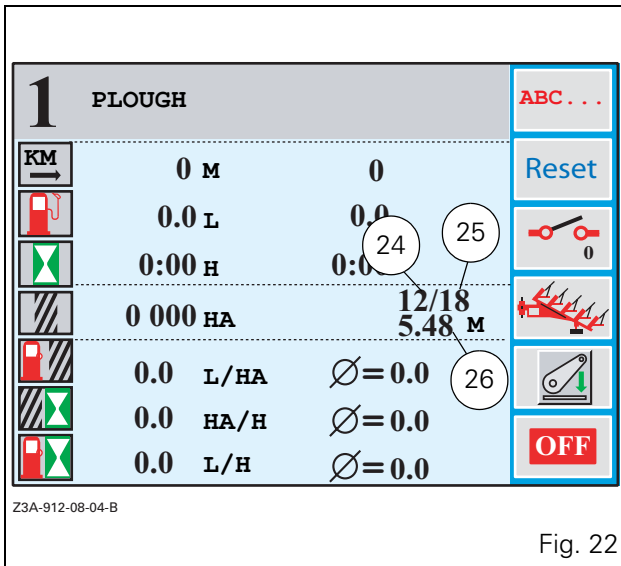 1 PLOUGH ABC...
KM 0 M 0 Reset
0.0 L 0.0
24 25
0
0:00 H 0:00
0 000 HA 12/18
5.48 M
26
0.0 L/HA Ø=0.0
0.0 HA/H Ø=0.0
OFF
0.0 L/H Ø=0.0
Z3A-912-08-04-B
Fig. 22